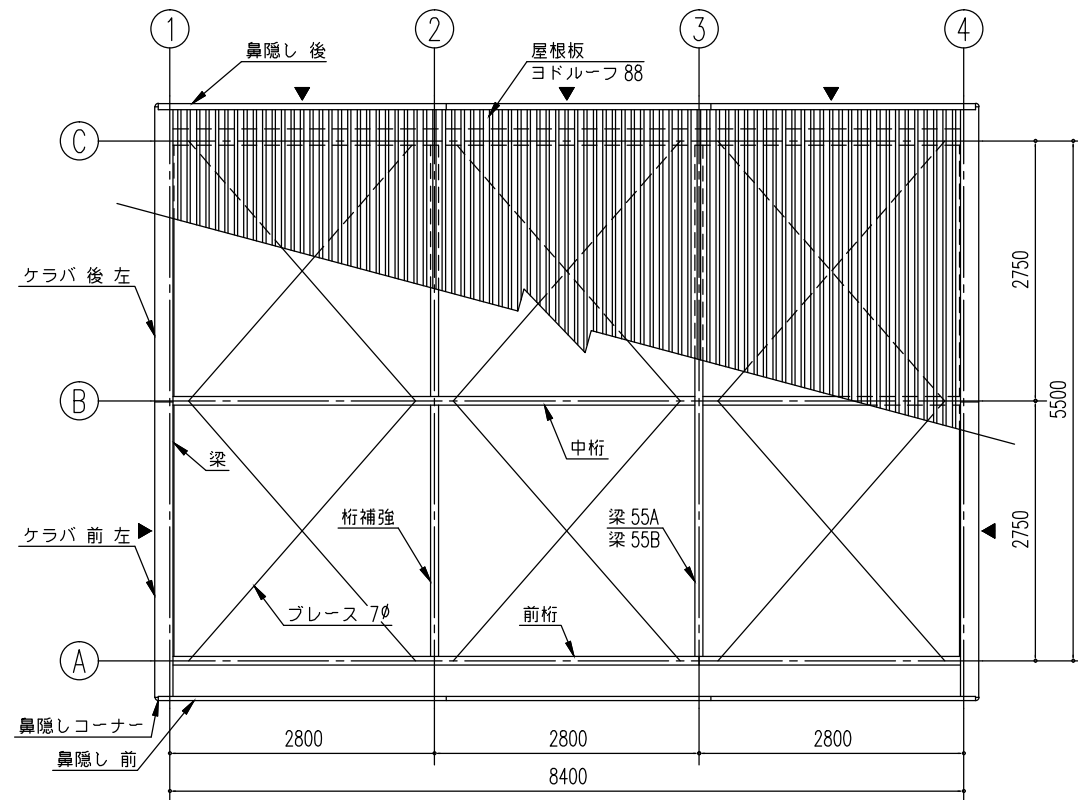 1
2
3
4
鼻隠し 後
屋根板
ヨドルーフ 88
C
ケラバ 後 左
2750
B
5500
中桁
梁
桁補強
梁 55A
梁 55B
2750
ケラバ 前 左
ブレース 7φ
前桁
A
鼻隠しコーナー
鼻隠し 前
2800
2800
2800
8400